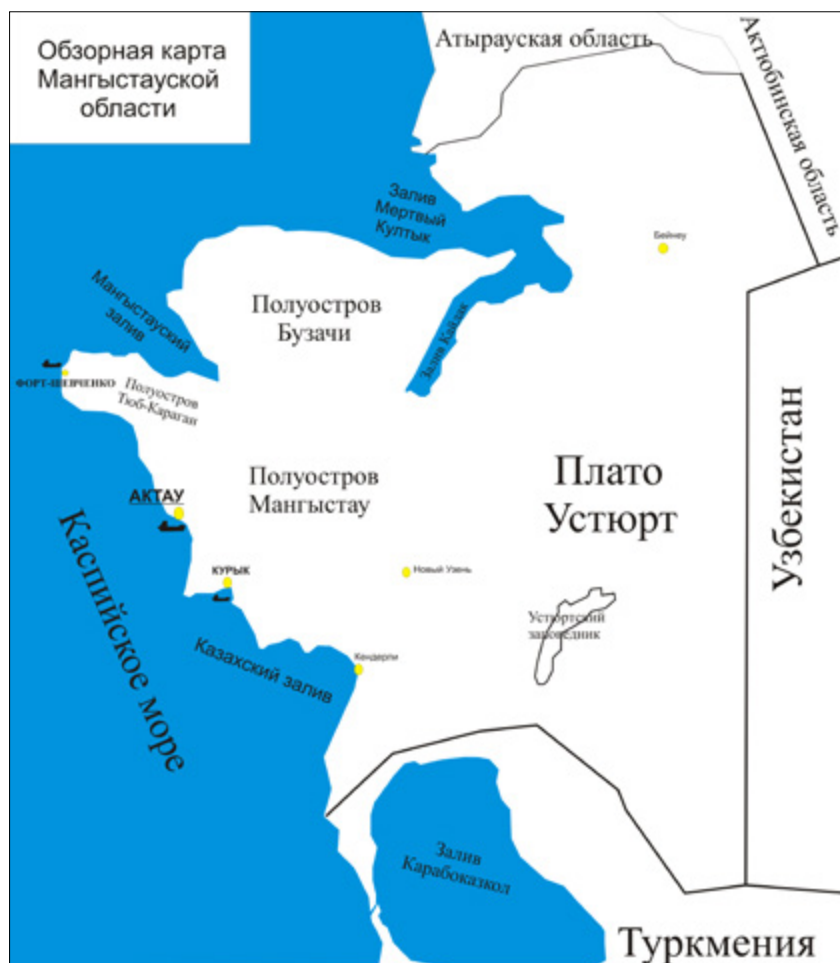 Обзорная карта
Мангыстауской
области
Атырауская область
Актюбинская область
Залив
Мертвый
Култык
Бейнеу
Мангыстауский
залив
Полуостров
Бузачи
Залив Кайдак
ФОРТ-ШЕВЧЕНКО
Полуостров
Тюб-Караган
АКТАУ
Полуостров
Мангыстау
Плато
Устюрт
Узбекистан
Каспийское море
КУРЫК
Новый Узень
Устюртский
заповедник
Казахский залив
Кендерли
Залив
Карабоказкол
Туркмения